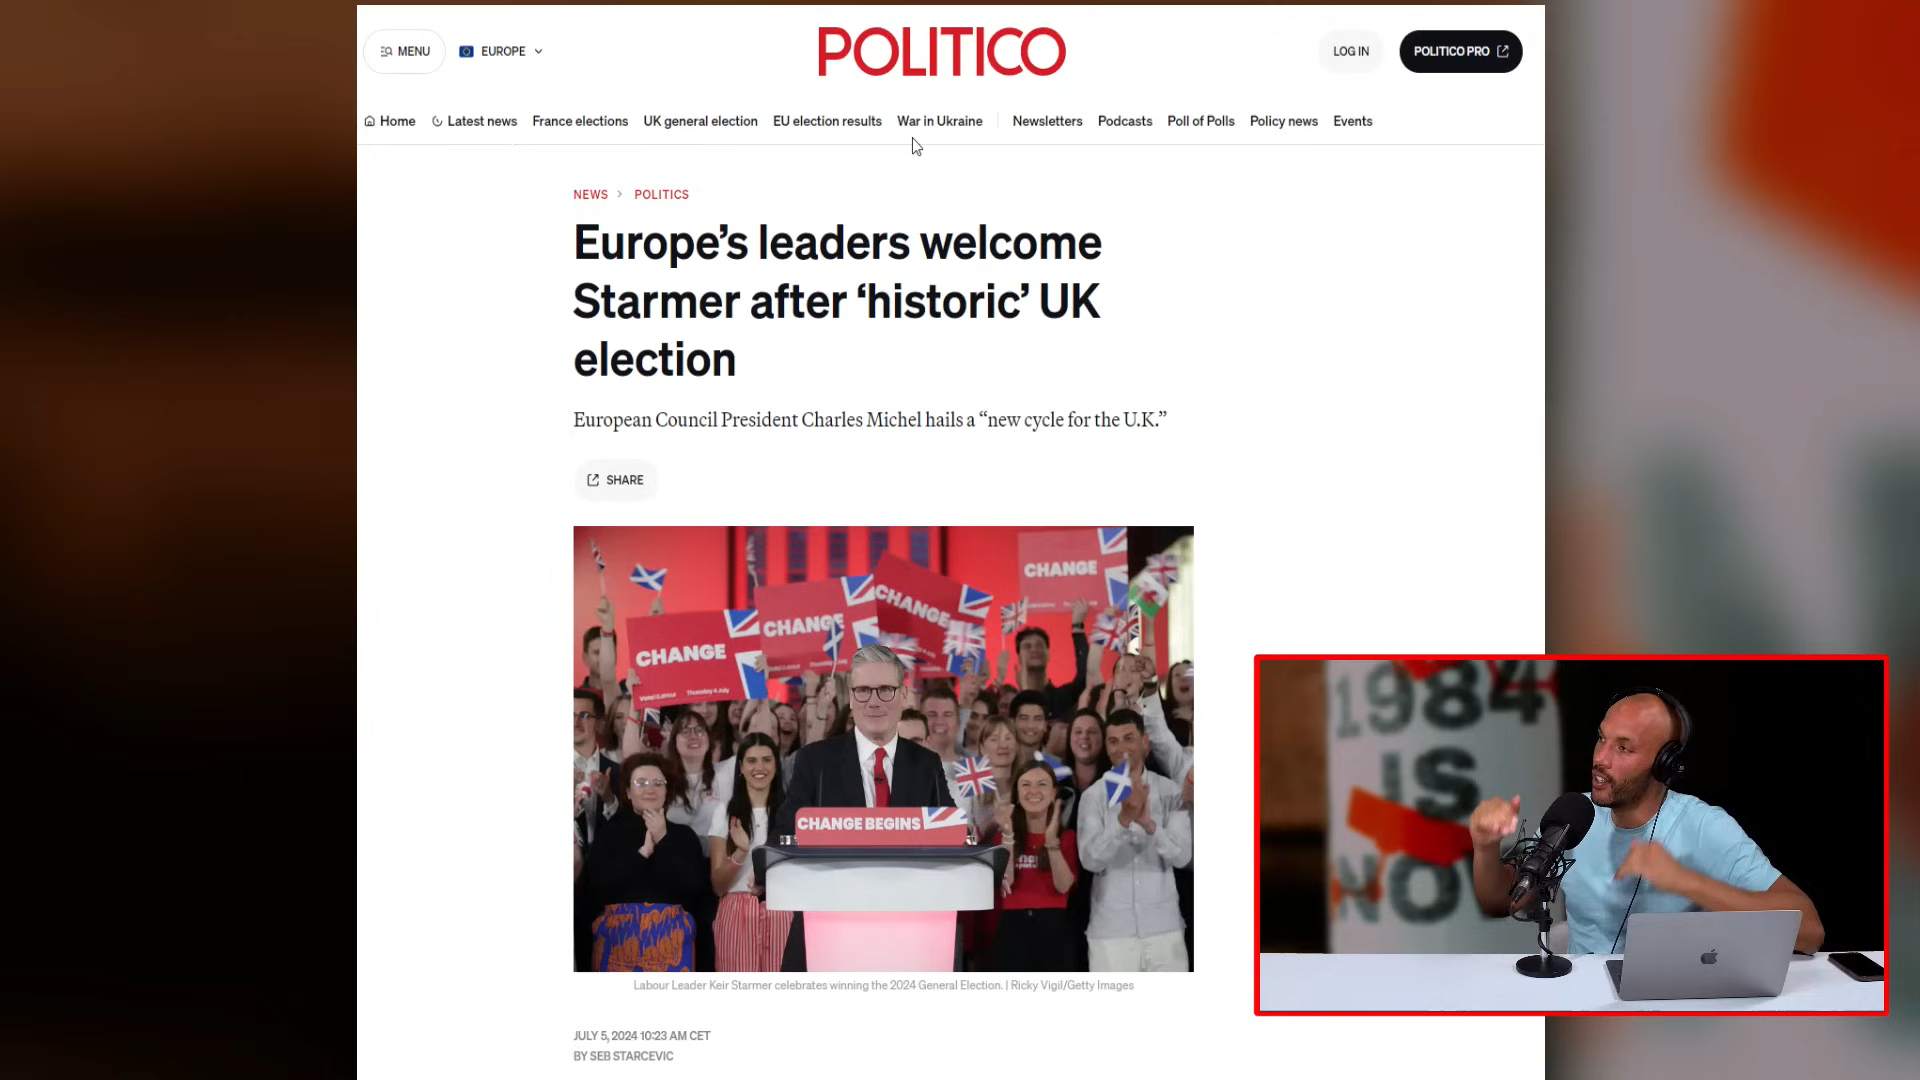 MENU
EUROPE
POLITICO
LOG IN
POLITICO PRO
Home
Latest news
France elections
UK general election
EU election results
War in Ukraine
Newsletters
Podcasts
Poll of Polls
Policy news
Events
NEWS > POLITICS
Europe’s leaders welcome
Starmer after ‘historic’ UK
election
European Council President Charles Michel hails a “new cycle for the U.K.”
SHARE
CHANGE
CHANGE
CHANGE
CHANGE
Thursday 4 July
CHANGE BEGINS
Labour Leader Keir Starmer celebrates winning the 2024 General Election. | Ricky Vigil/Getty Images
JULY 5, 2024 10:23 AM CET
BY SEB STARCEVIC
1984
IS
NOW